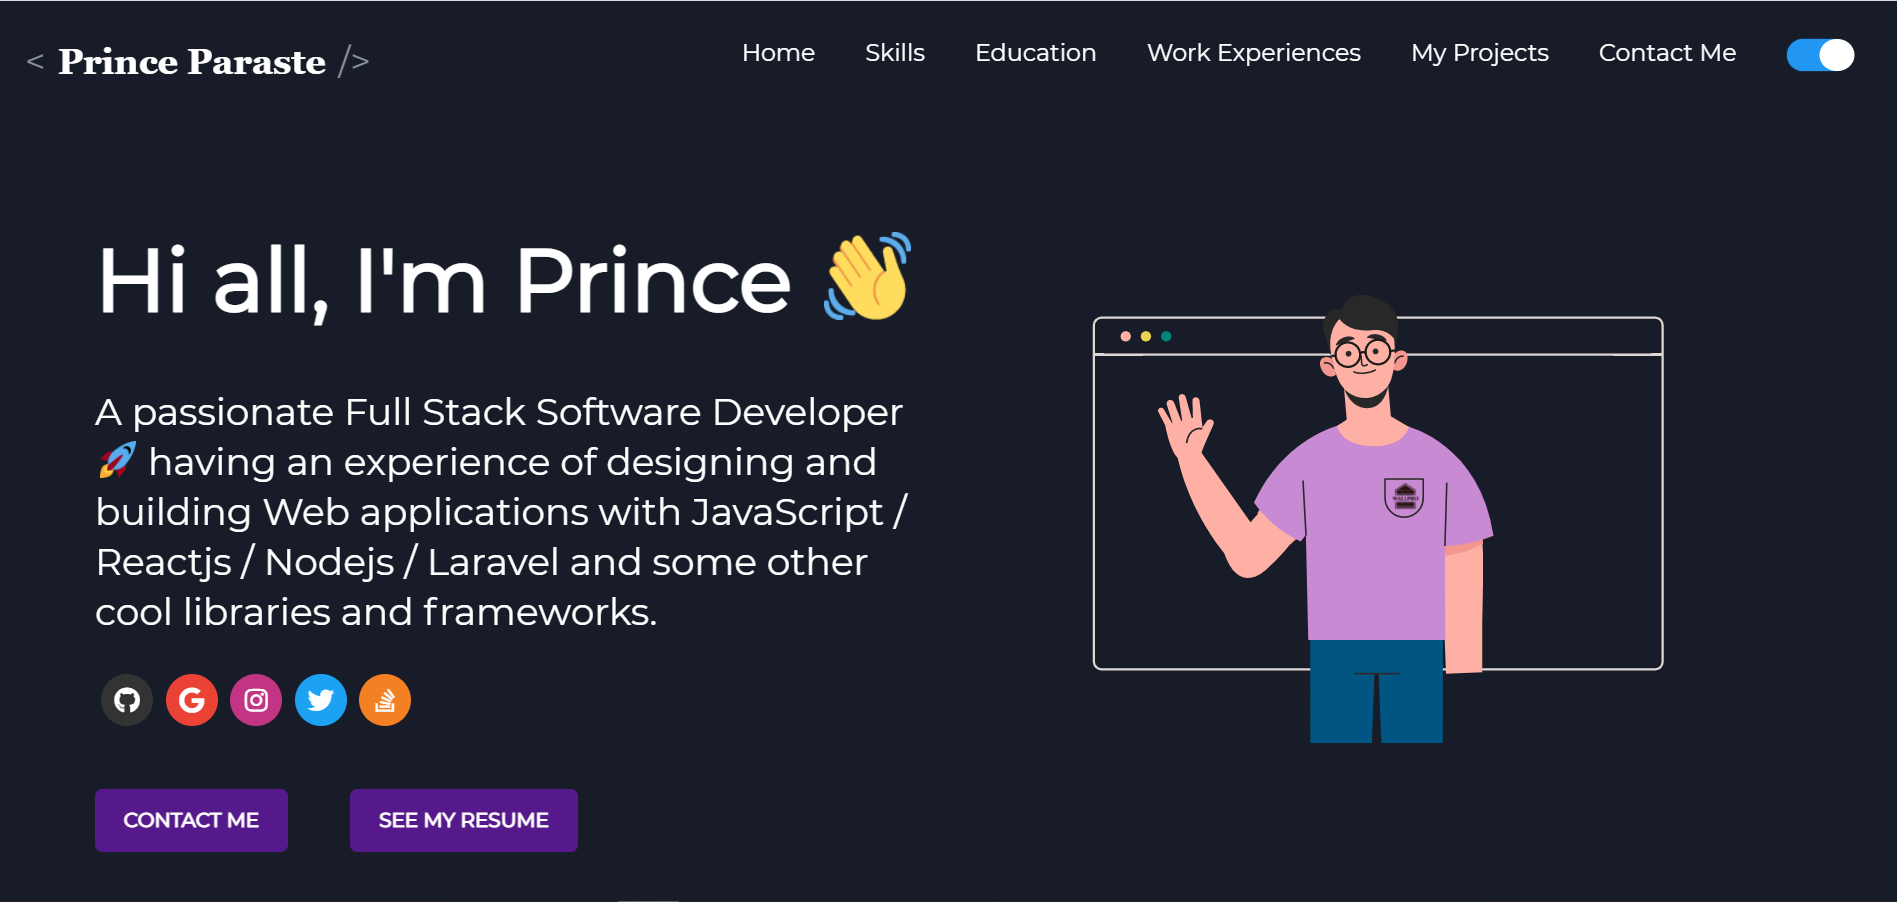 < Prince Paraste />
Home Skills Education Work Experiences My Projects Contact Me
Hi all, I'm Prince 👋
A passionate Full Stack Software Developer
🚀 having an experience of designing and
building Web applications with JavaScript /
Reactjs / Nodejs / Laravel and some other
cool libraries and frameworks.
CONTACT ME SEE MY RESUME